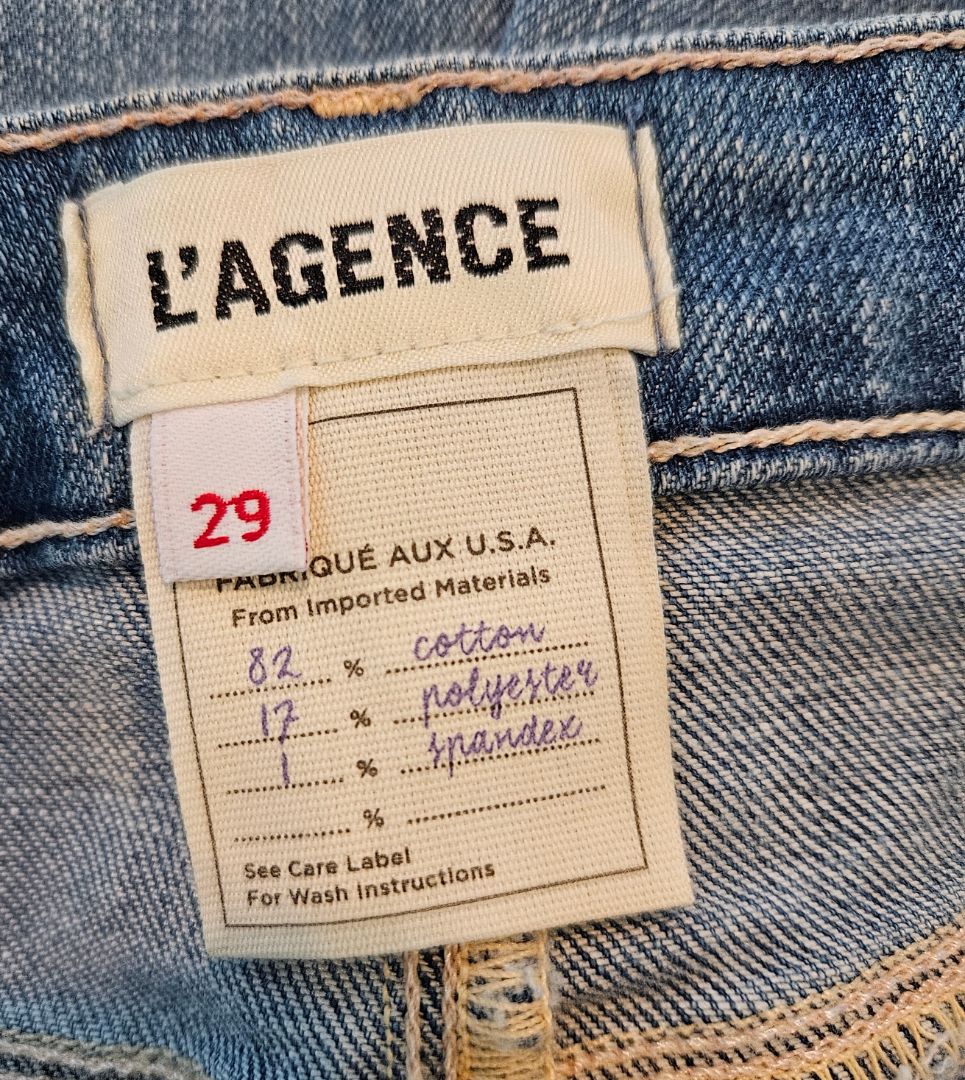 L'AGENCE
29
FABRIQUÉ AUX U.S.A.
From Imported Materials
82 % cotton
17 % polyester
1 % spandex
%
See Care Label
For Wash Instructions